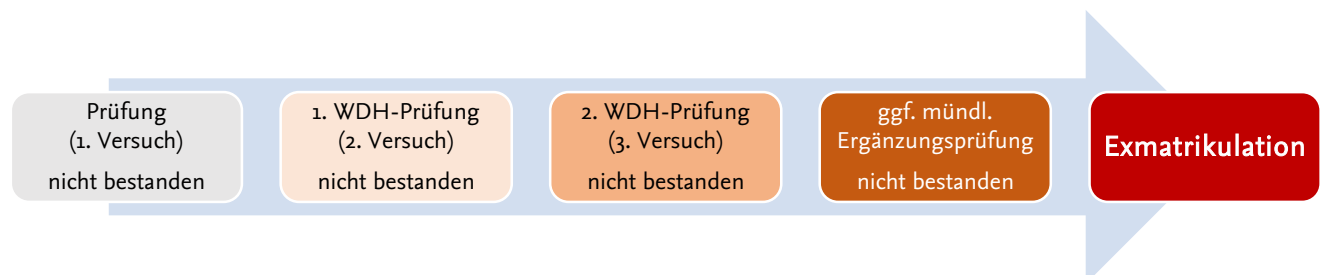 Prüfung
(1. Versuch)
nicht bestanden
1. WDH-Prüfung
(2. Versuch)
nicht bestanden
2. WDH-Prüfung
(3. Versuch)
nicht bestanden
ggf. mündl.
Ergänzungsprüfung
nicht bestanden
Exmatrikulation